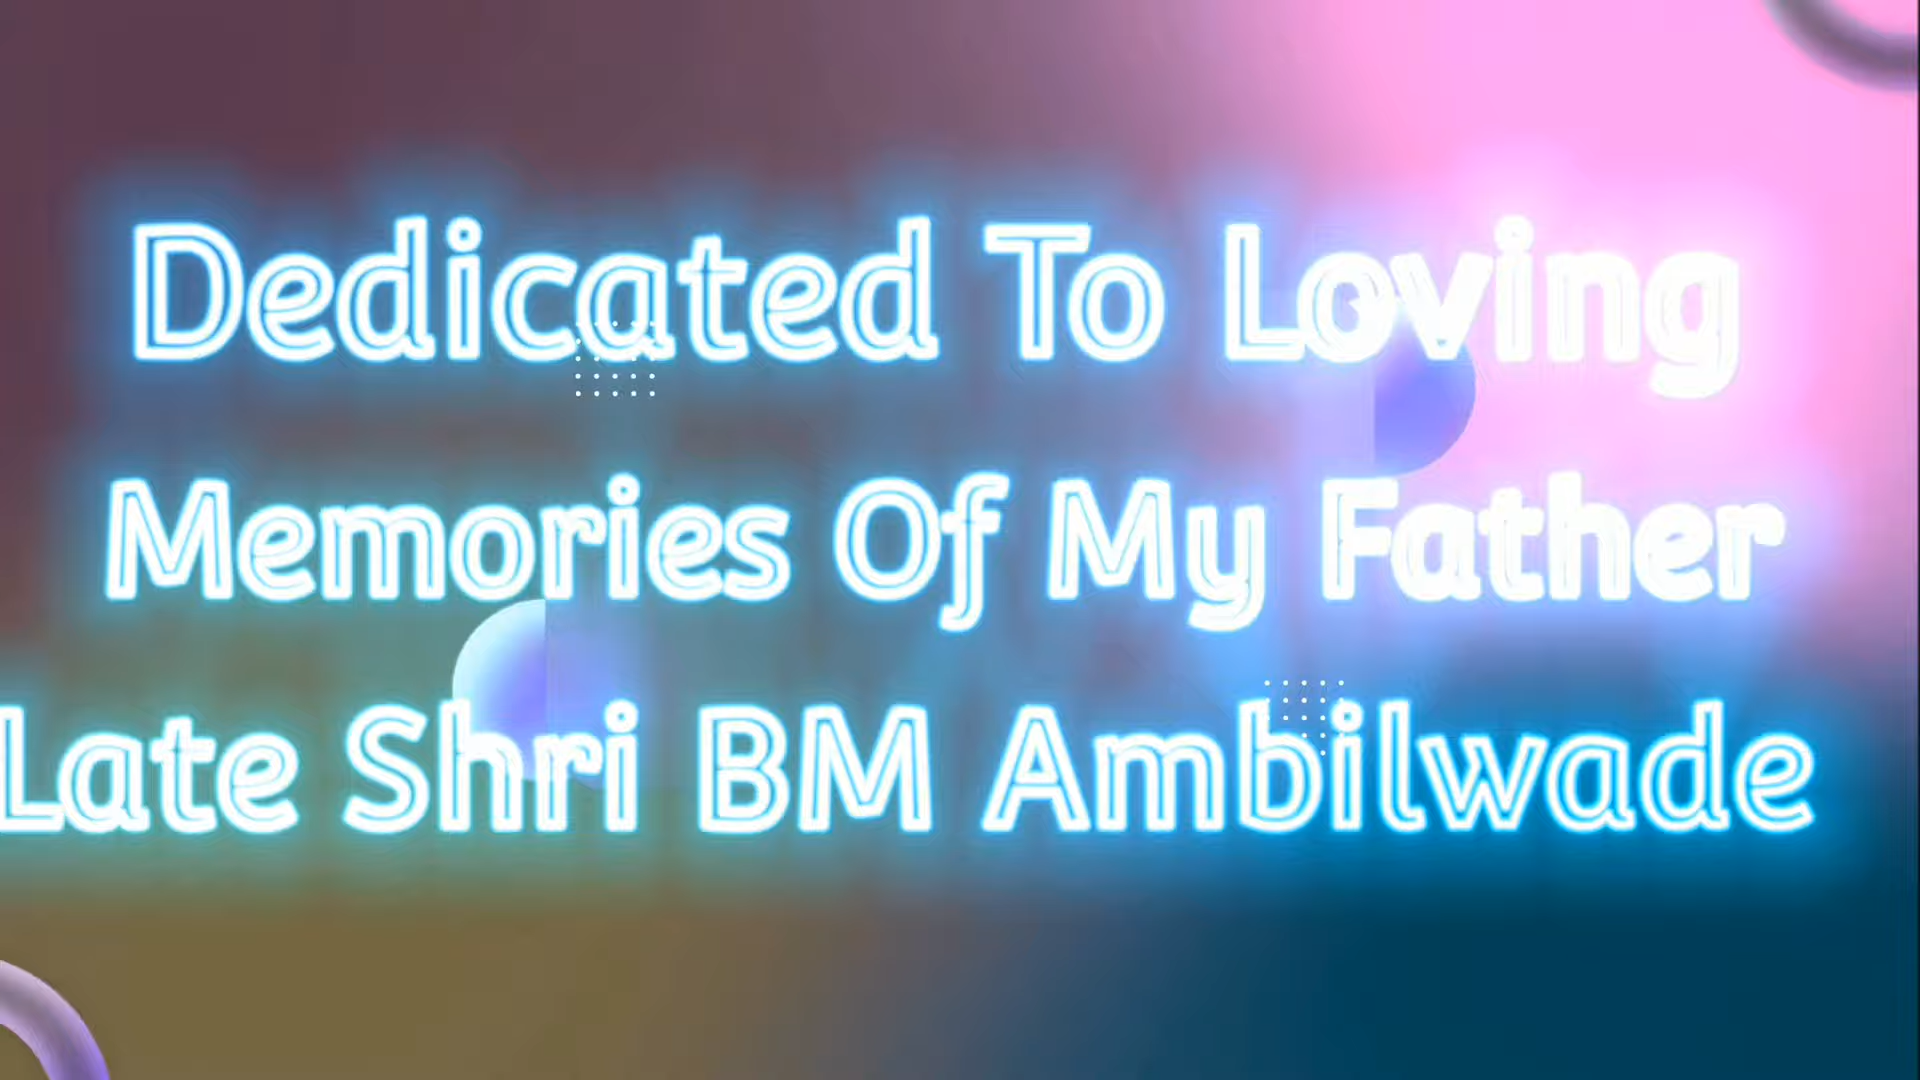 Dedicated To Loving
Memories Of My Father
Late Shri BM Ambilwade